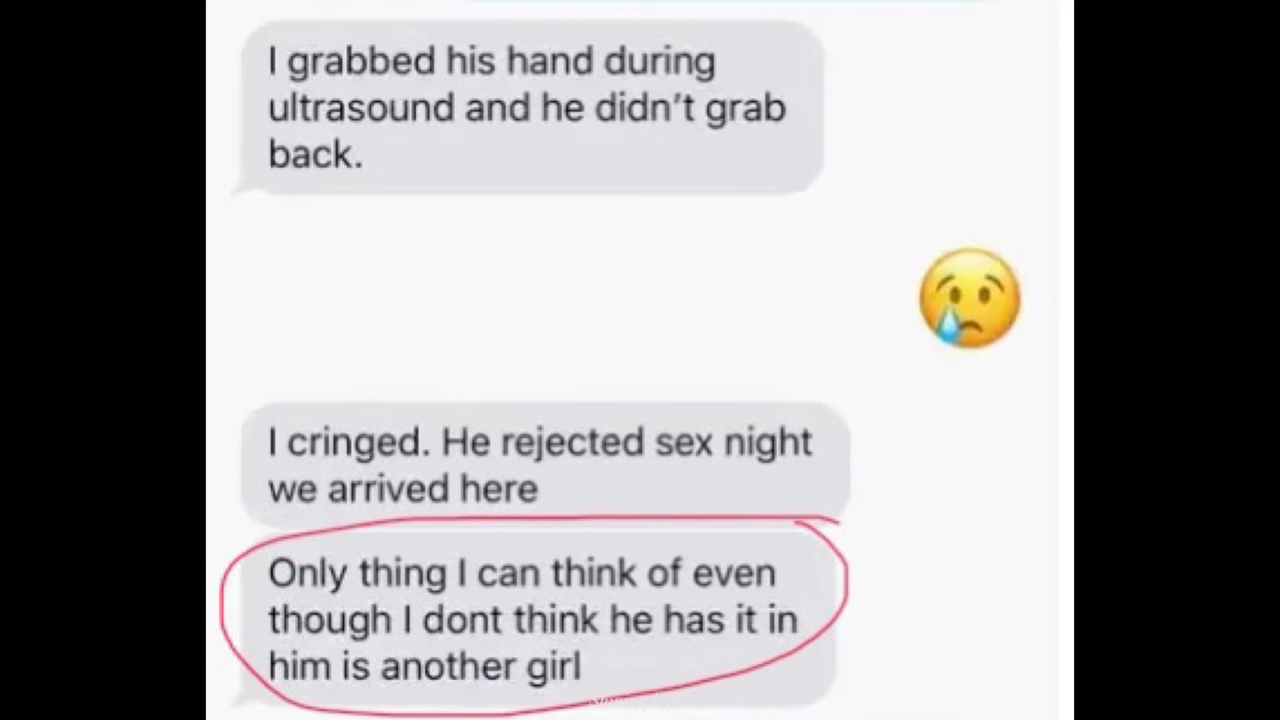 I grabbed his hand during
ultrasound and he didn't grab
back.
I cringed. He rejected sex night
we arrived here
Only thing I can think of even
though I dont think he has it in
him is another girl